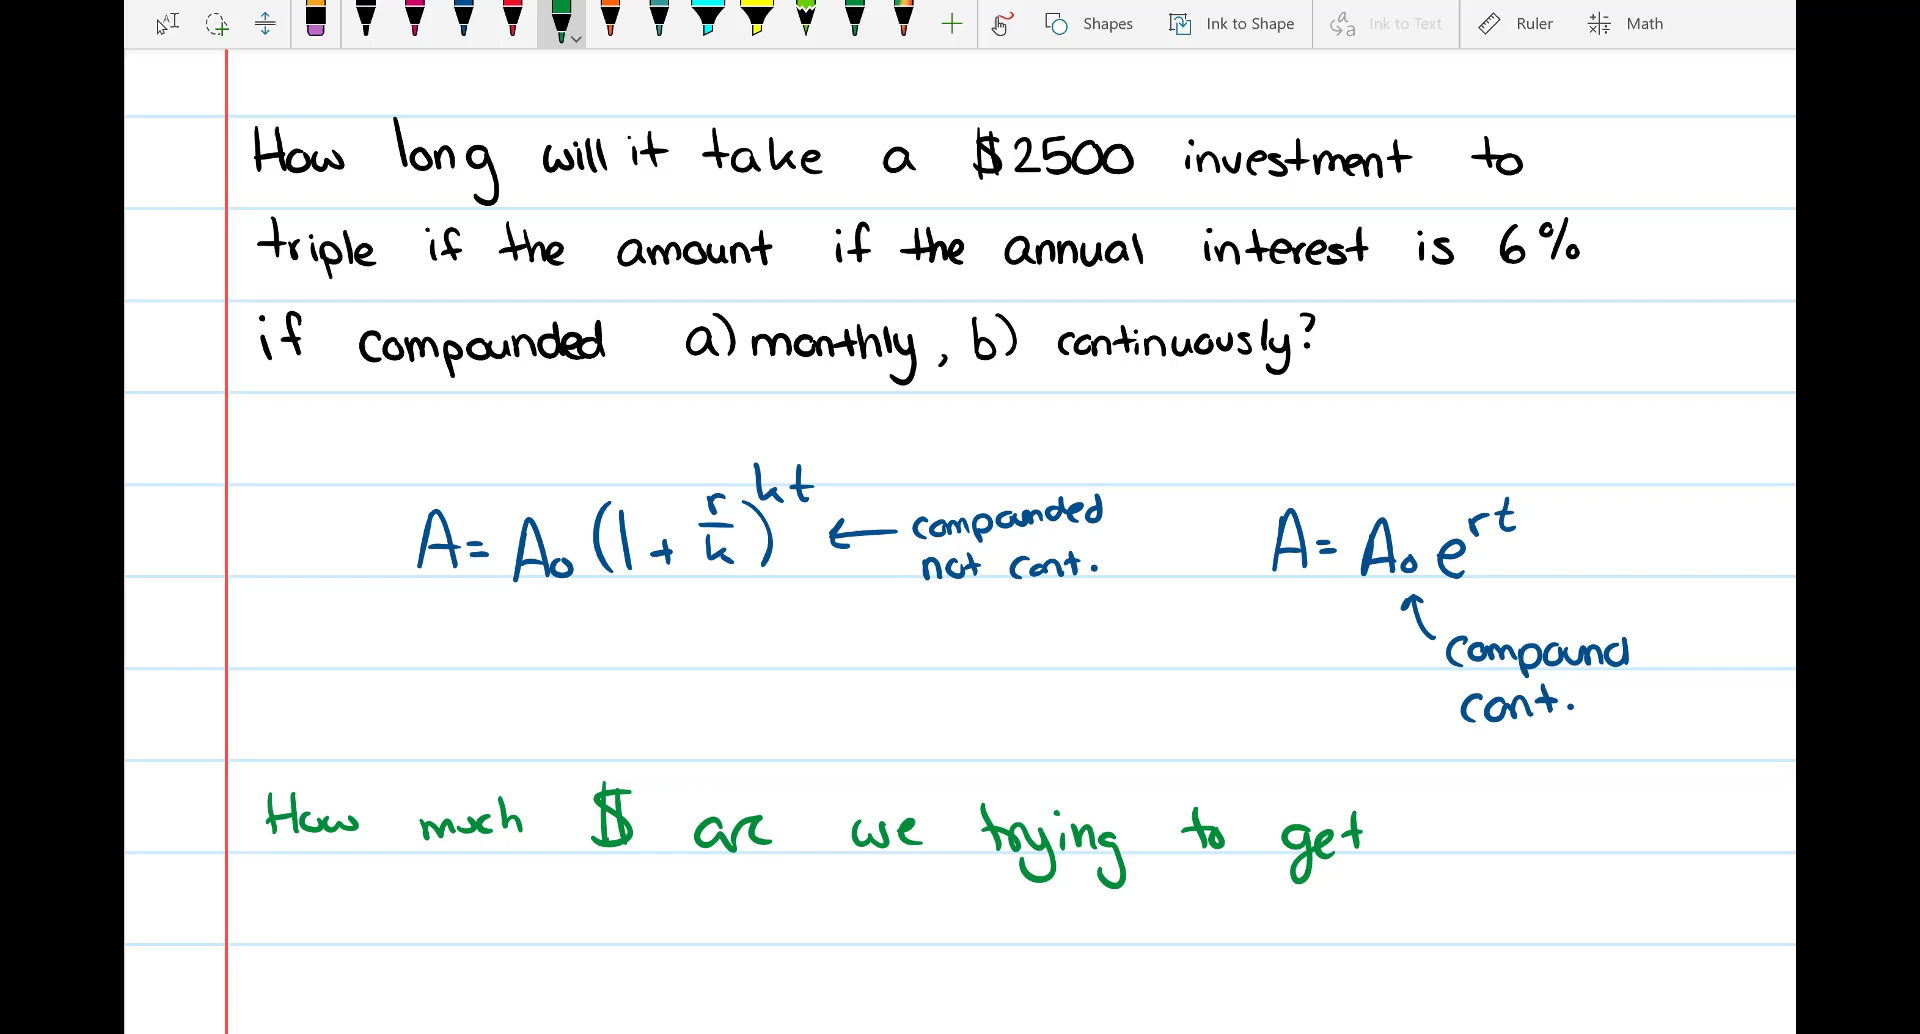 Shapes Ink to Shape Ink to Text Ruler Math
How long will it take a $2500 investment to
triple if the amount if the annual interest is 6%
if compounded a) monthly, b) continuously?
A = A₀ (1 + r/k)^kt ← compounded not cont.
A = A₀ e^rt
↑ compound
cont.
How much $ are we trying to get